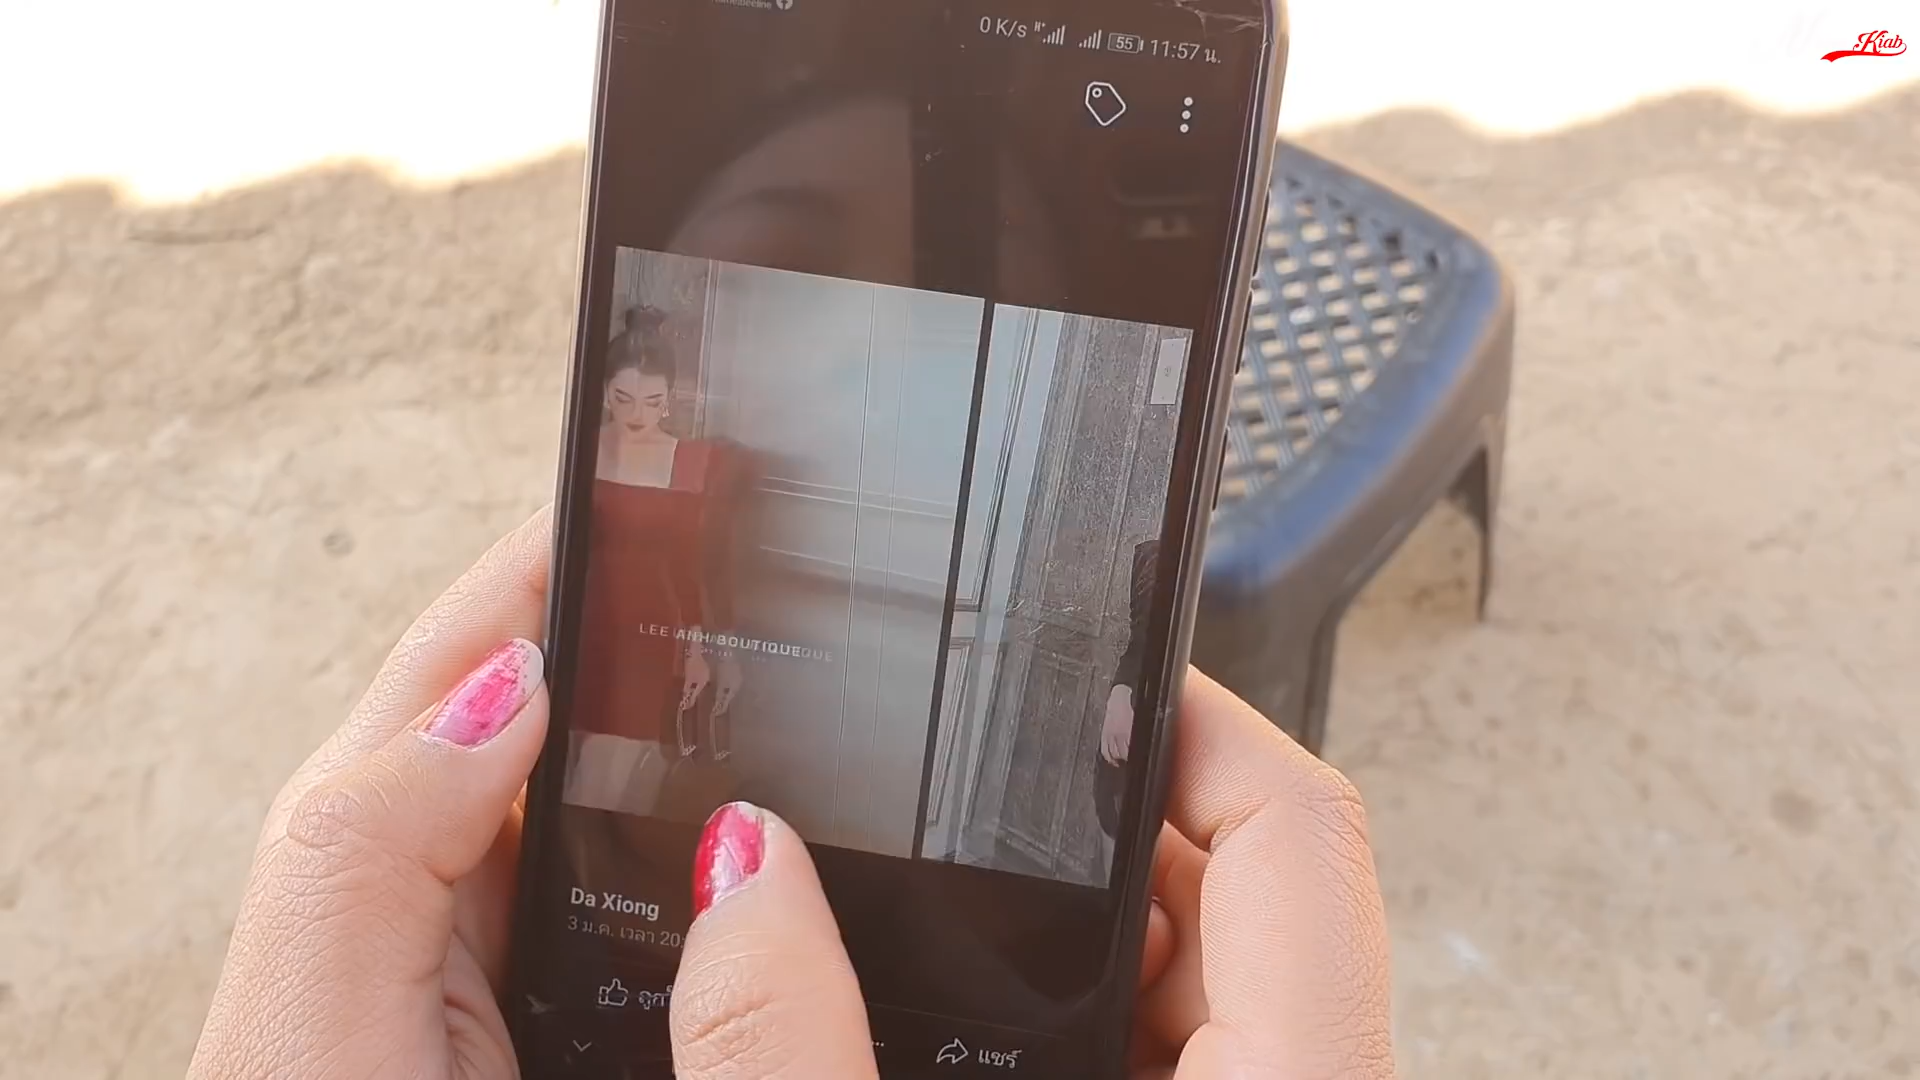 0 K/s 55 11:57 น.
Kiab
LEE ANH BOUTIQUE
Da Xiong
3 ม.ค. เวลา 20:
แชร์